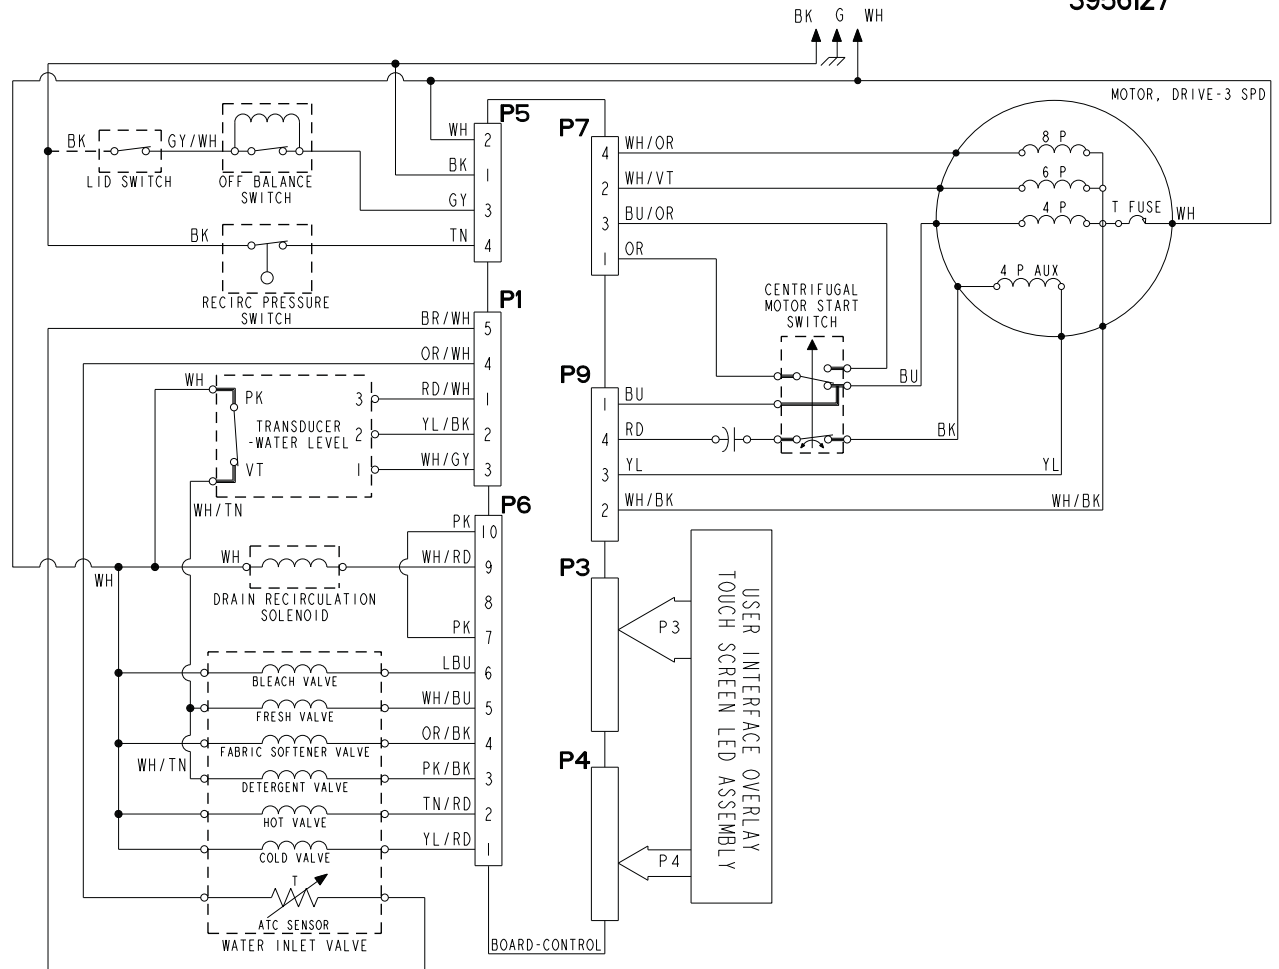 3956127
BK G WH
MOTOR, DRIVE-3 SPD
P5
WH 2
BK 1
GY 3
TN 4
BK
GY/WH
LID SWITCH
OFF BALANCE
SWITCH
BK
RECIRC PRESSURE
SWITCH
P1
BR/WH 5
OR/WH 4
RD/WH 1
YL/BK 2
WH/GY 3
WH
PK
TRANSDUCER
-WATER LEVEL
3
2
1
VT
WH/TN
P6
PK 10
WH/RD 9
8
PK 7
LBU 6
WH/BU 5
OR/BK 4
PK/BK 3
TN/RD 2
YL/RD 1
WH
WH
DRAIN RECIRCULATION
SOLENOID
BLEACH VALVE
FRESH VALVE
FABRIC SOFTENER VALVE
WH/TN
DETERGENT VALVE
HOT VALVE
COLD VALVE
T
ATC SENSOR
WATER INLET VALVE
BOARD-CONTROL
P7
4 WH/OR
2 WH/VT
3 BU/OR
1 OR
8 P
6 P
4 P
T FUSE
WH
4 P AUX
CENTRIFUGAL
MOTOR START
SWITCH
P9
1 BU
4 RD
3 YL
2 WH/BK
BU
BK
YL
WH/BK
P3
P3
P4
P4
USER INTERFACE OVERLAY
TOUCH SCREEN LED ASSEMBLY